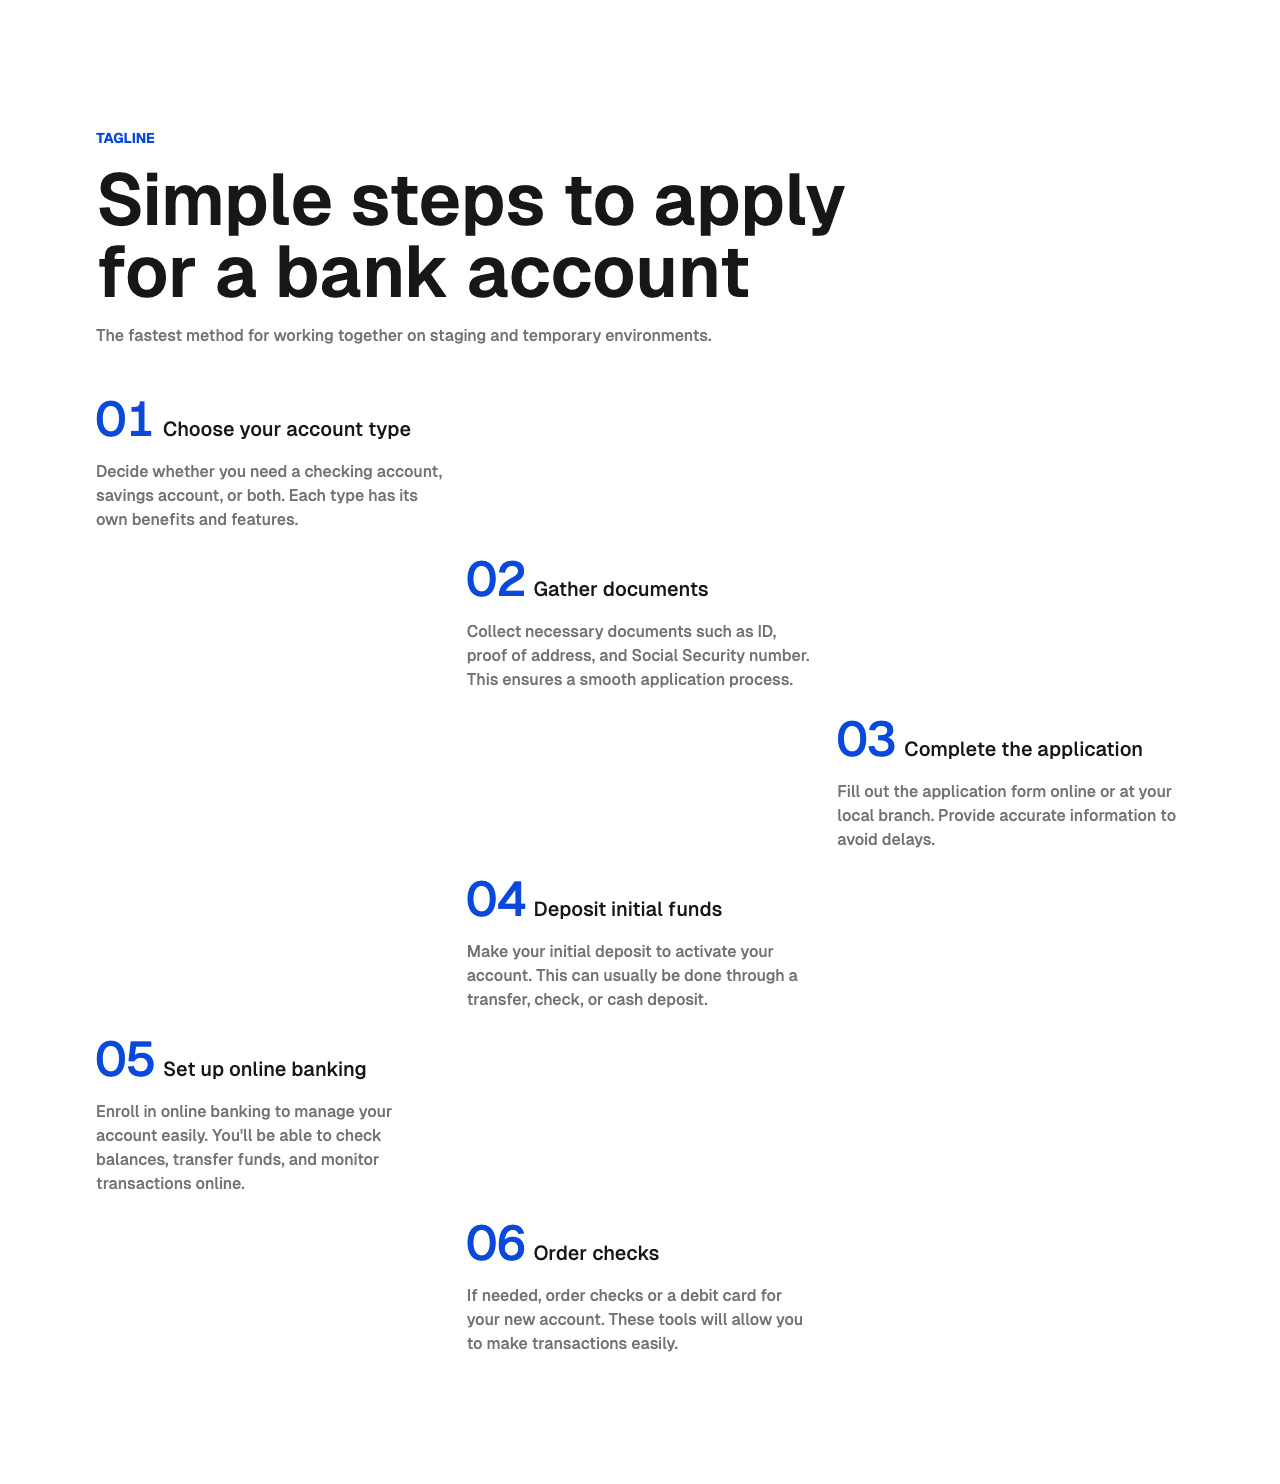 TAGLINE
Simple steps to apply
for a bank account
The fastest method for working together on staging and temporary environments.
01 Choose your account type
Decide whether you need a checking account,
savings account, or both. Each type has its
own benefits and features.
02 Gather documents
Collect necessary documents such as ID,
proof of address, and Social Security number.
This ensures a smooth application process.
03 Complete the application
Fill out the application form online or at your
local branch. Provide accurate information to
avoid delays.
04 Deposit initial funds
Make your initial deposit to activate your
account. This can usually be done through a
transfer, check, or cash deposit.
05 Set up online banking
Enroll in online banking to manage your
account easily. You'll be able to check
balances, transfer funds, and monitor
transactions online.
06 Order checks
If needed, order checks or a debit card for
your new account. These tools will allow you
to make transactions easily.